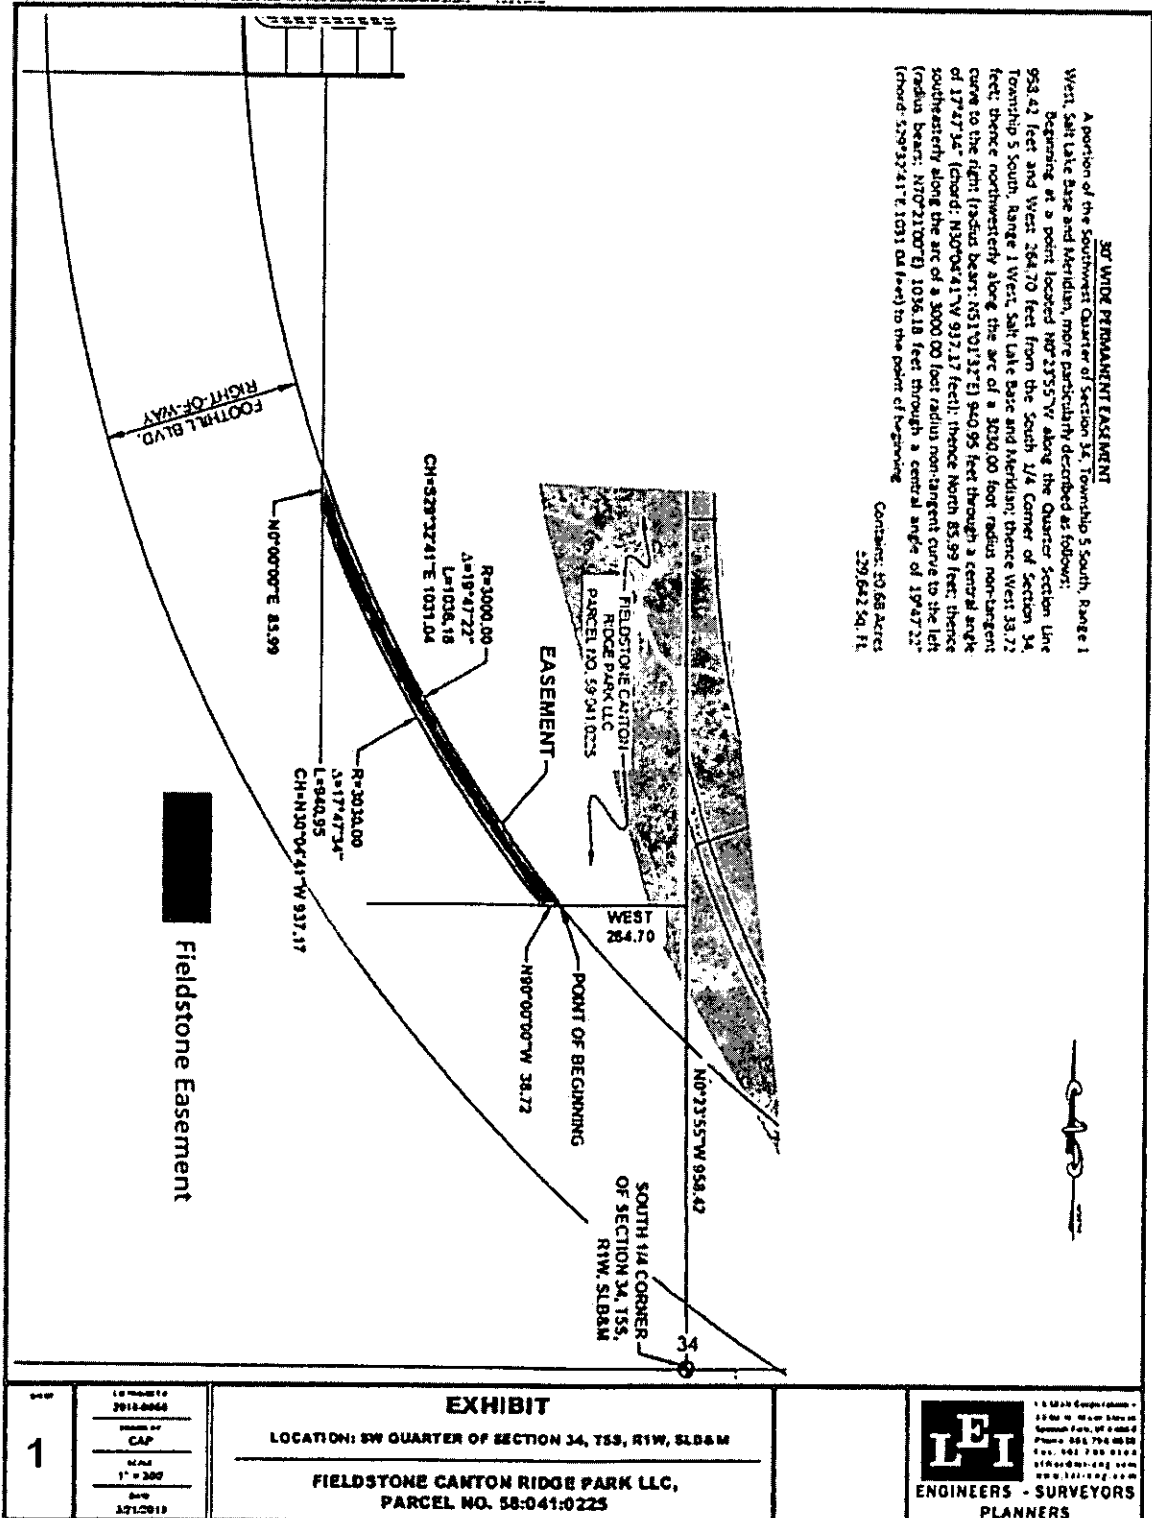 30' WIDE PERMANENT EASEMENT
A portion of the Southwest Quarter of Section 34, Township 5 South, Range 1
West, Salt Lake Base and Meridian, more particularly described as follows:
Beginning at a point located N0°23'55"W along the Quarter Section Line
958.42 feet and West 264.70 feet from the South 1/4 Corner of Section 34,
Township 5 South, Range 1 West, Salt Lake Base and Meridian; thence West 38.72
feet; thence northwesterly along the arc of a 3030.00 foot radius non-tangent
curve to the right (radius bears: N51°01'32"E) 940.95 feet through a central angle
of 17°47'34" (chord: N30°04'41"W 937.17 feet); thence North 85.99 feet; thence
southeasterly along the arc of a 3000.00 foot radius non-tangent curve to the left
(radius bears: N70°21'00"E) 1036.18 feet through a central angle of 19°47'22"
(chord: S29°32'41"E 1031.04 feet) to the point of beginning
Contains: ±0.68 Acres
±29,642 Sq. Ft.
FOOTHILL BLVD.
RIGHT-OF-WAY
N0°00'00"E 85.99
R=3000.00
Δ=19°47'22"
L=1036.18
CH=S29°32'41"E 1031.04
EASEMENT
FIELDSTONE CANTON
RIDGE PARK LLC
PARCEL NO. 58:041:0225
R=3030.00
Δ=17°47'34"
L=940.95
CH=N30°04'41"W 937.17
WEST
264.70
POINT OF BEGINNING
N90°00'00"W 38.72
N0°23'55"W 958.42
SOUTH 1/4 CORNER
OF SECTION 34, T5S,
R1W, SLB&M
34
Fieldstone Easement
1
CAP
SCALE
1" = 300'
DATE
3/21/2019
EXHIBIT
LOCATION: SW QUARTER OF SECTION 34, T5S, R1W, SLB&M
FIELDSTONE CANTON RIDGE PARK LLC,
PARCEL NO. 58:041:0225
LEI
ENGINEERS - SURVEYORS
PLANNERS